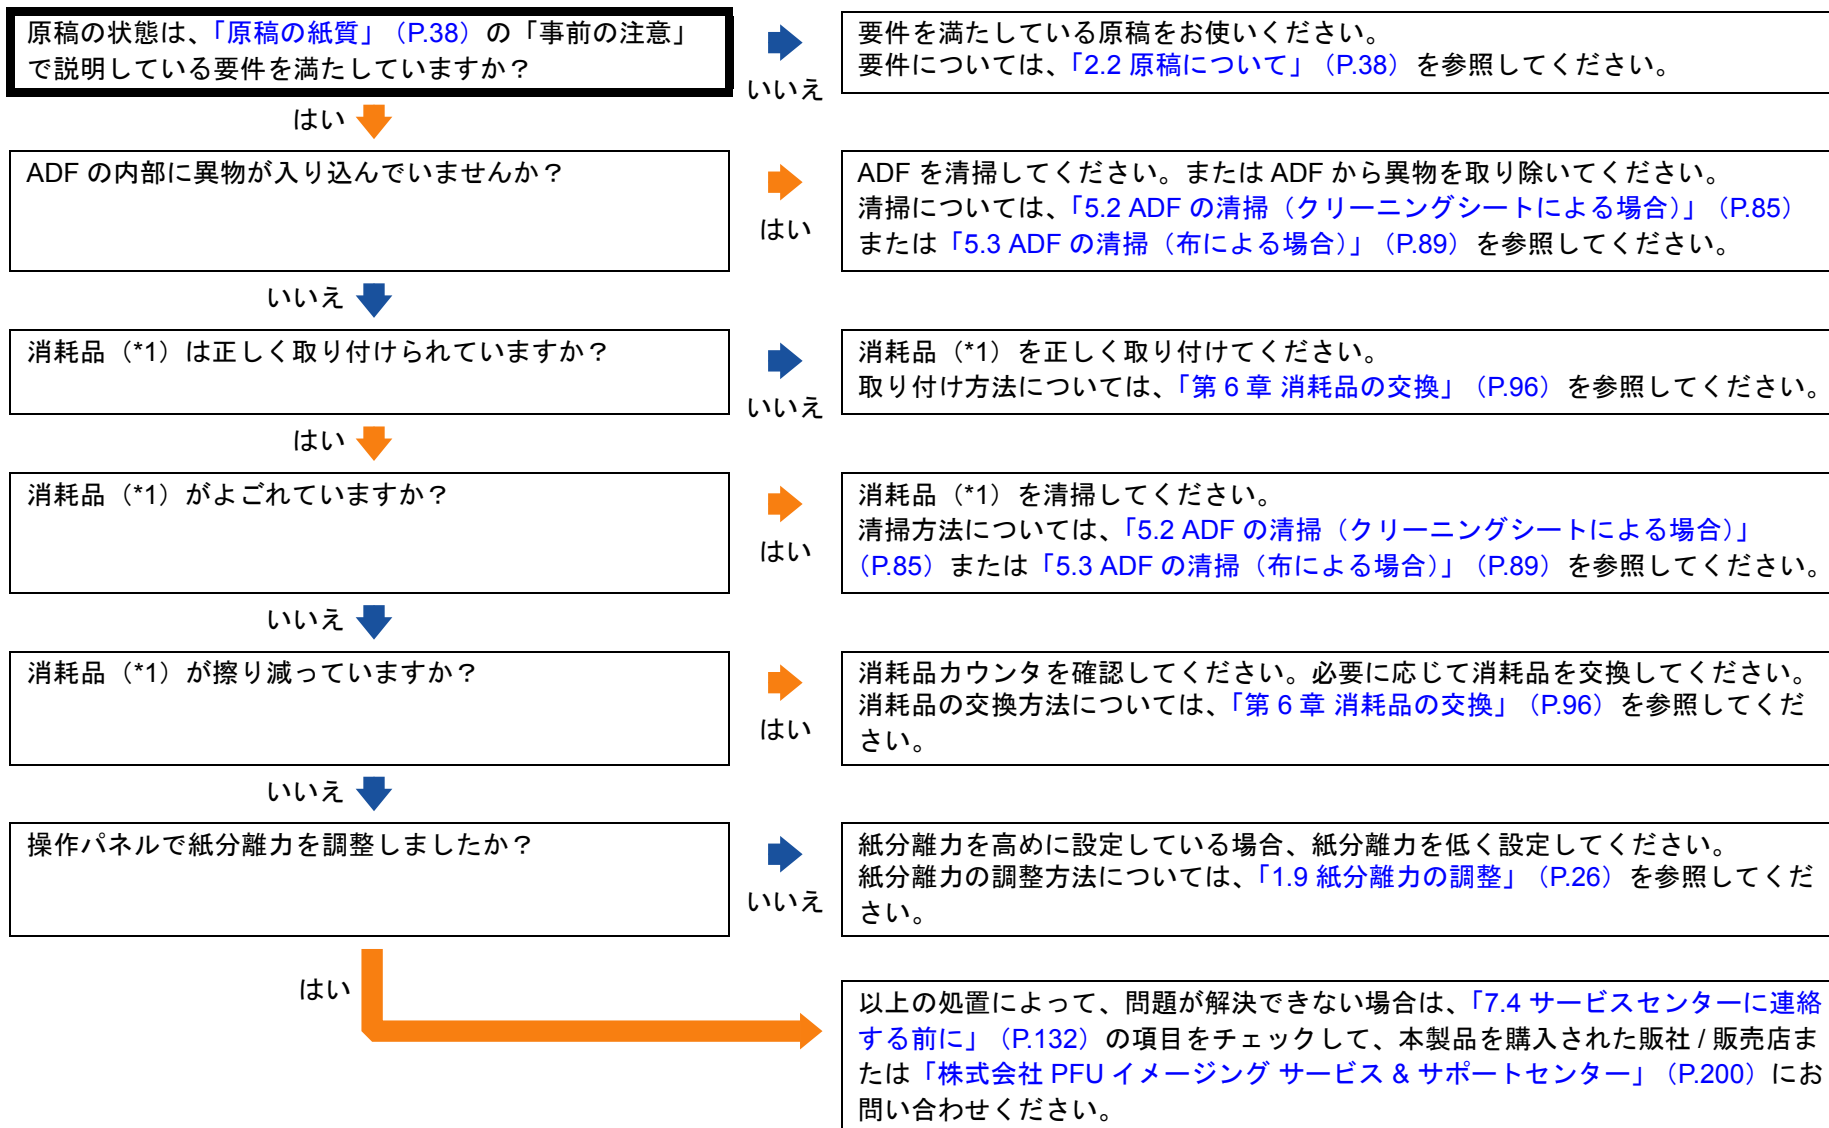 原稿の状態は、「原稿の紙質」（P.38）の「事前の注意」
で説明している要件を満たしていますか？
いいえ
要件を満たしている原稿をお使いください。
要件については、「2.2 原稿について」（P.38）を参照してください。
はい
ADF の内部に異物が入り込んでいませんか？
はい
ADF を清掃してください。または ADF から異物を取り除いてください。
清掃については、「5.2 ADF の清掃（クリーニングシートによる場合）」（P.85）
または「5.3 ADF の清掃（布による場合）」（P.89）を参照してください。
いいえ
消耗品（*1）は正しく取り付けられていますか？
いいえ
消耗品（*1）を正しく取り付けてください。
取り付け方法については、「第 6 章 消耗品の交換」（P.96）を参照してください。
はい
消耗品（*1）がよごれていますか？
はい
消耗品（*1）を清掃してください。
清掃方法については、「5.2 ADF の清掃（クリーニングシートによる場合）」
（P.85）または「5.3 ADF の清掃（布による場合）」（P.89）を参照してください。
いいえ
消耗品（*1）が擦り減っていますか？
はい
消耗品カウンタを確認してください。必要に応じて消耗品を交換してください。
消耗品の交換方法については、「第 6 章 消耗品の交換」（P.96）を参照してくだ
さい。
いいえ
操作パネルで紙分離力を調整しましたか？
いいえ
紙分離力を高めに設定している場合、紙分離力を低く設定してください。
紙分離力の調整方法については、「1.9 紙分離力の調整」（P.26）を参照してくだ
さい。
はい
以上の処置によって、問題が解決できない場合は、「7.4 サービスセンターに連絡
する前に」（P.132）の項目をチェックして、本製品を購入された販社 / 販売店ま
たは「株式会社 PFU イメージング サービス & サポートセンター」（P.200）にお
問い合わせください。